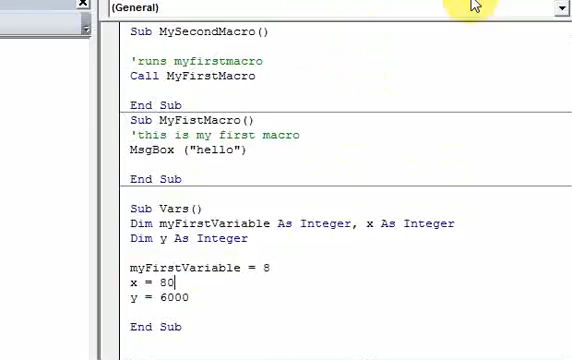 (General)
Sub MySecondMacro()
'runs myfirstmacro
Call MyFirstMacro
End Sub
Sub MyFistMacro()
'this is my first macro
MsgBox ("hello")
End Sub
Sub Vars()
Dim myFirstVariable As Integer, x As Integer
Dim y As Integer
myFirstVariable = 8
x = 80
y = 6000
End Sub